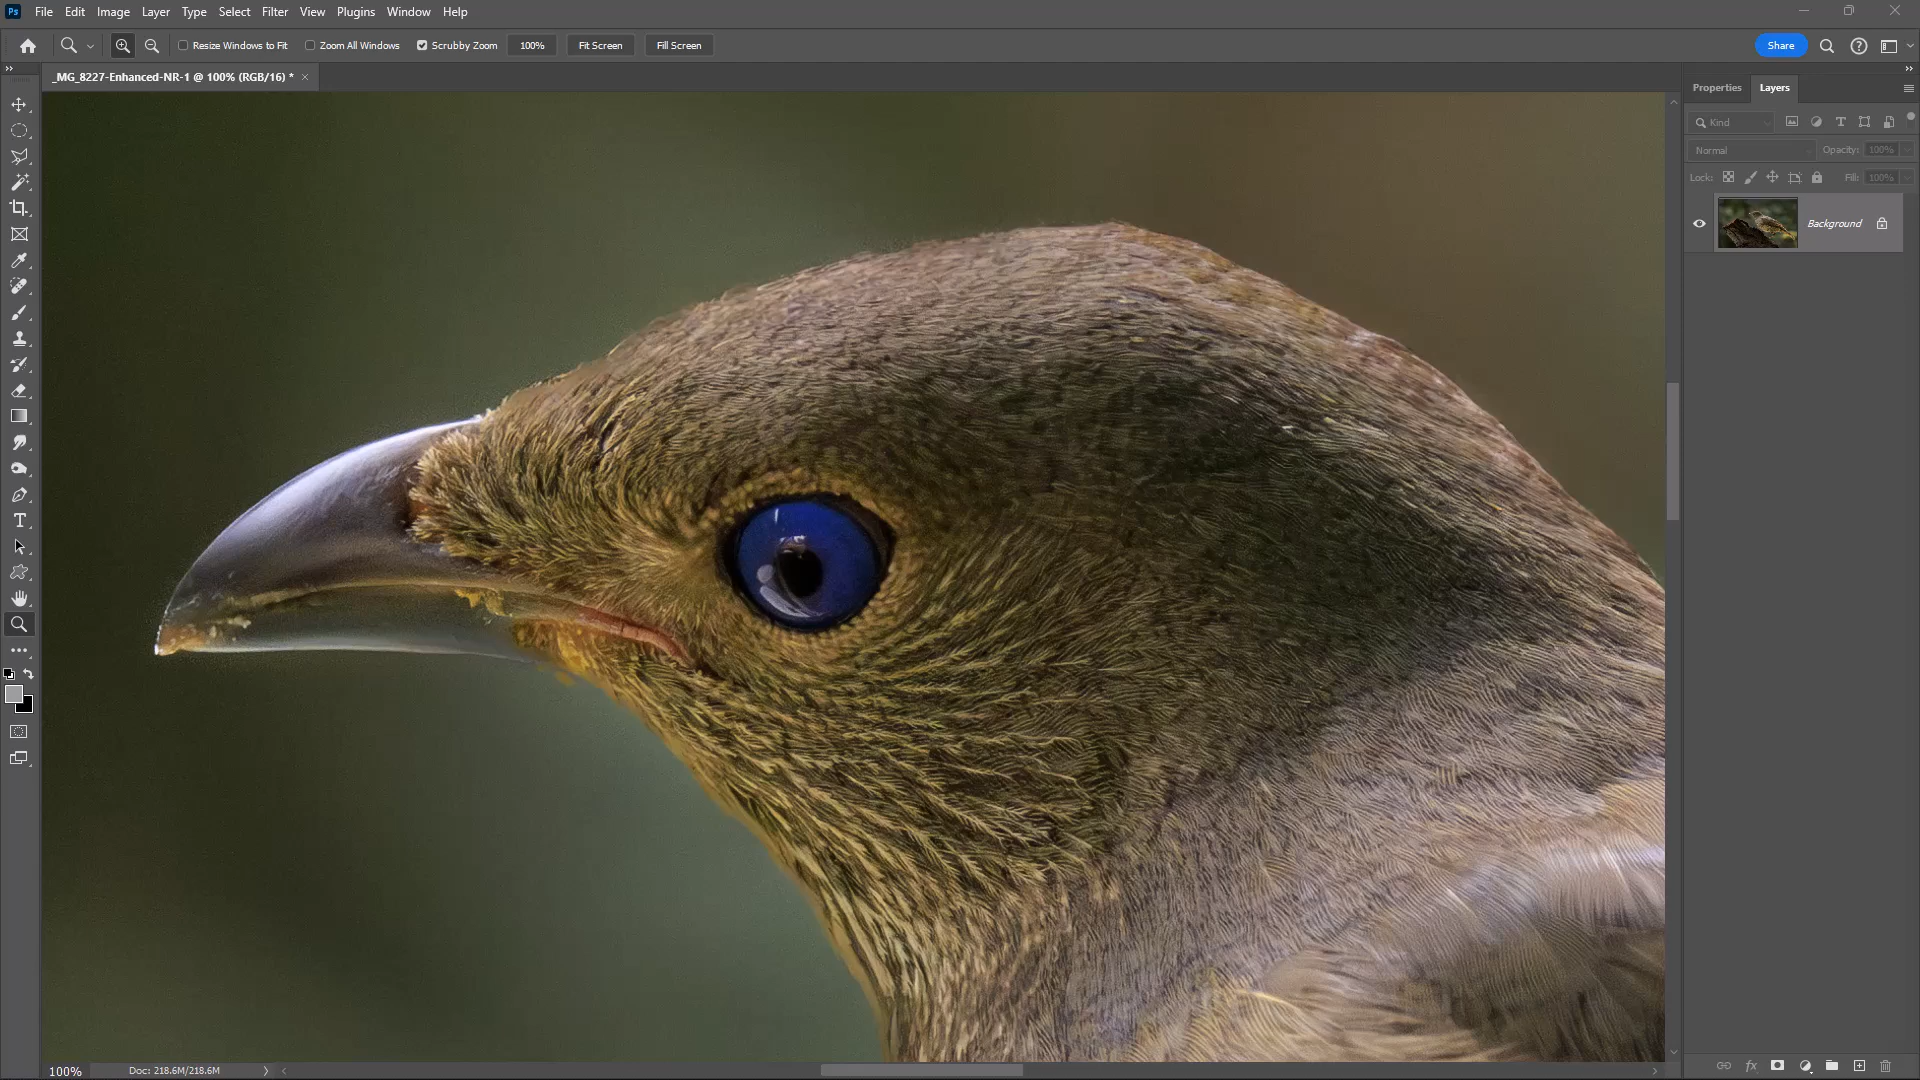 Ps File Edit Image Layer Type Select Filter View Plugins Window Help
Resize Windows to Fit Zoom All Windows Scrubby Zoom 100% Fit Screen Fill Screen Share
_MG_8227-Enhanced-NR-1 @ 100% (RGB/16) *
Properties Layers
Kind
Normal Opacity: 100%
Lock: Fill: 100%
Background
100% Doc: 218.6M/218.6M